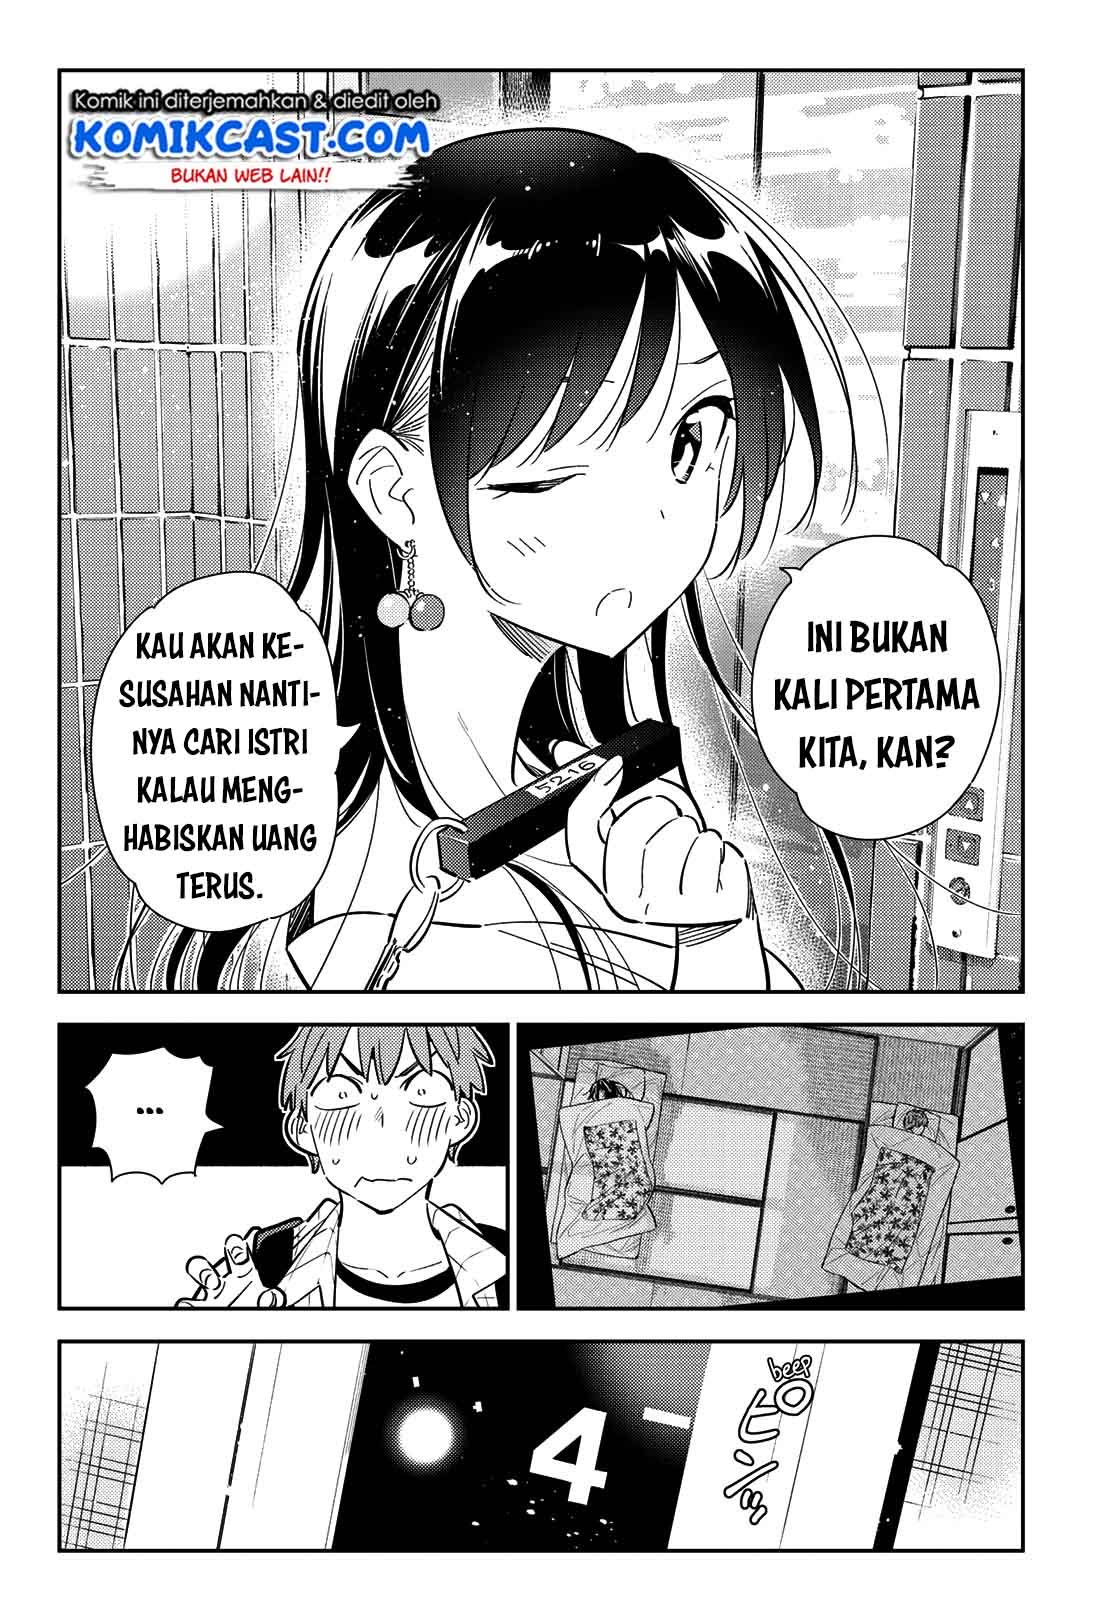 Komik ini diterjemahkan & diedit oleh
KOMIKCAST.COM
BUKAN WEB LAIN!!
INI BUKAN
KALI PERTAMA
KITA, KAN?
KAU AKAN KE-
SUSAHAN NANTI-
NYA CARI ISTRI
KALAU MENG-
HABISKAN UANG
TERUS.
5216
...
4
beep
ピンッ